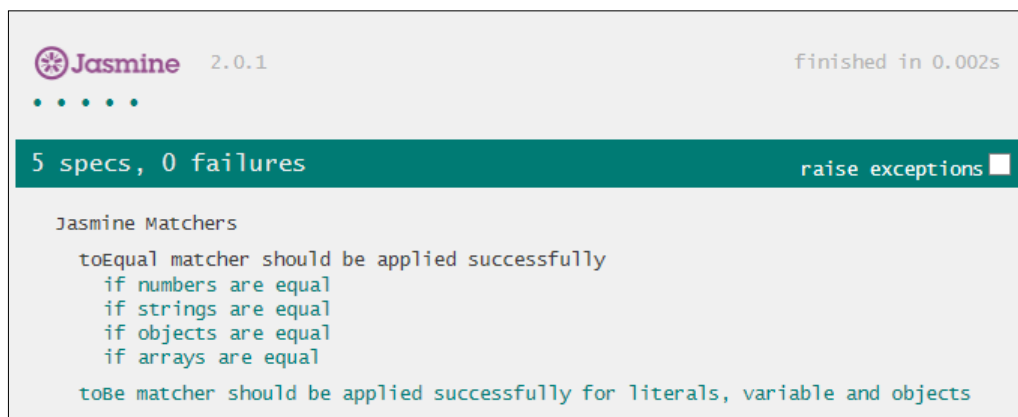 Jasmine 2.0.1 finished in 0.002s
• • • • •
5 specs, 0 failures raise exceptions
Jasmine Matchers
toEqual matcher should be applied successfully
if numbers are equal
if strings are equal
if objects are equal
if arrays are equal
toBe matcher should be applied successfully for literals, variable and objects